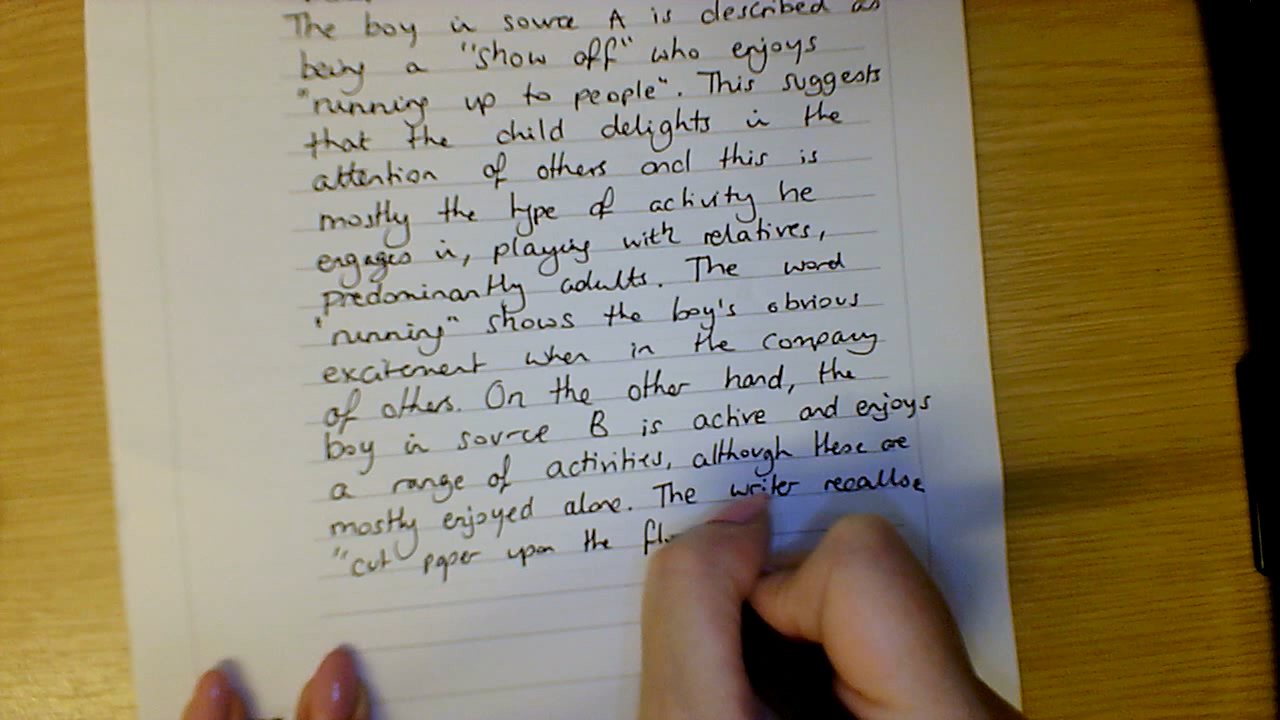 The boy in source A is described as
being a "show off" who enjoys
"running up to people". This suggests
that the child delights in the
attention of others and this is
mostly the type of activity he
engages in, playing with relatives,
predominantly adults. The word
"running" shows the boy's obvious
excitement when in the company
of others. On the other hand, the
boy in source B is active and enjoys
a range of activities, although these are
mostly enjoyed alone. The writer recalls
"cut paper upon the